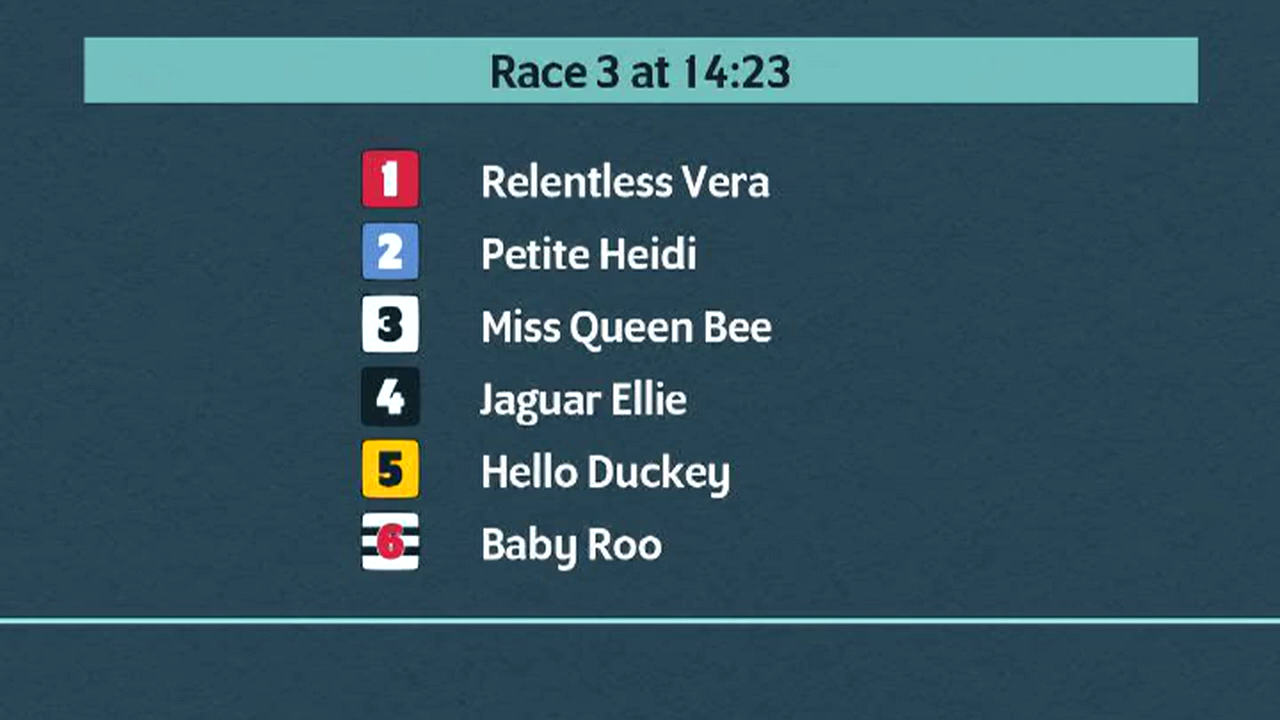 Race 3 at 14:23
1 Relentless Vera
2 Petite Heidi
3 Miss Queen Bee
4 Jaguar Ellie
5 Hello Duckey
6 Baby Roo